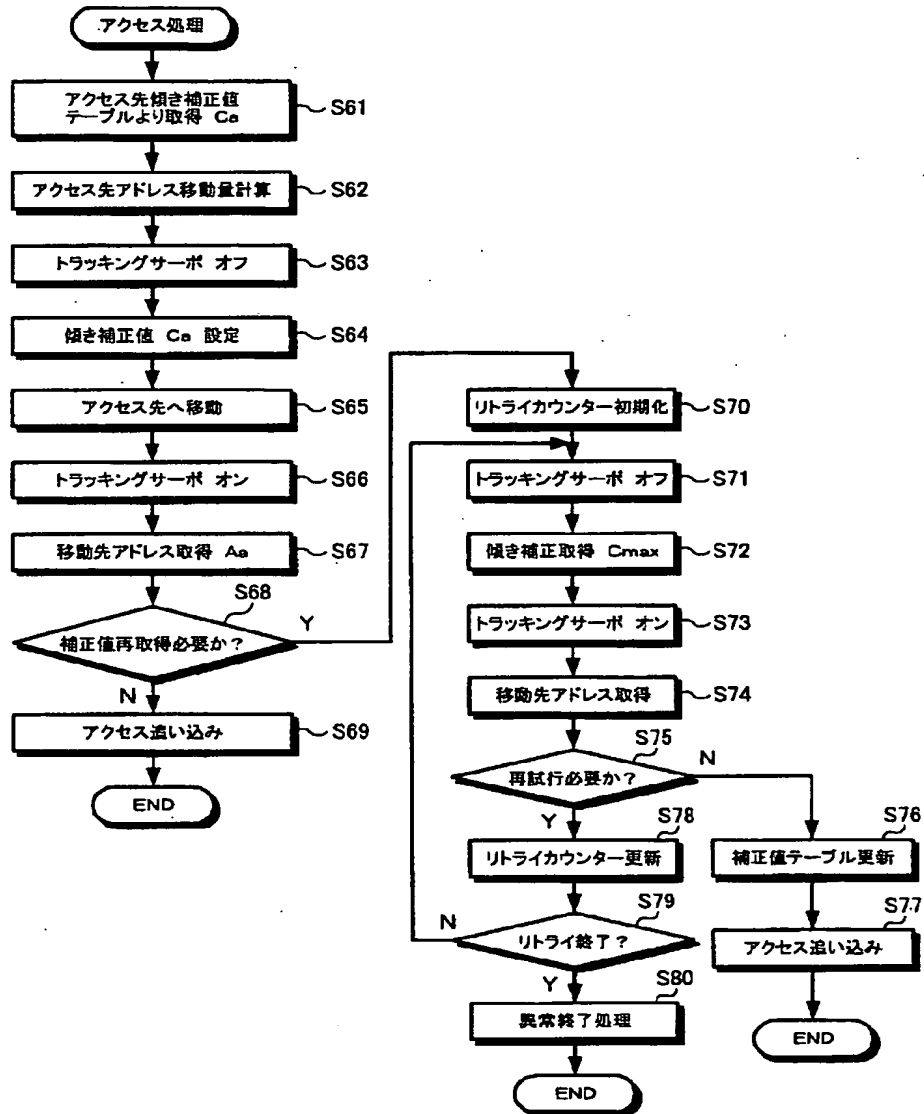 アクセス処理
アクセス先傾き補正値
テーブルより取得 Ca
S61
アクセス先アドレス移動量計算
S62
トラッキングサーボ オフ
S63
傾き補正値 Ca 設定
S64
アクセス先へ移動
S65
トラッキングサーボ オン
S66
移動先アドレス取得 Aa
S67
S68
補正値再取得必要か?
Y
N
アクセス追い込み
S69
END
リトライカウンター初期化
S70
トラッキングサーボ オフ
S71
傾き補正取得 Cmax
S72
トラッキングサーボ オン
S73
移動先アドレス取得
S74
S75
再試行必要か?
N
Y
S78
リトライカウンター更新
S79
リトライ終了?
N
Y
S80
異常終了処理
END
S76
補正値テーブル更新
S77
アクセス追い込み
END